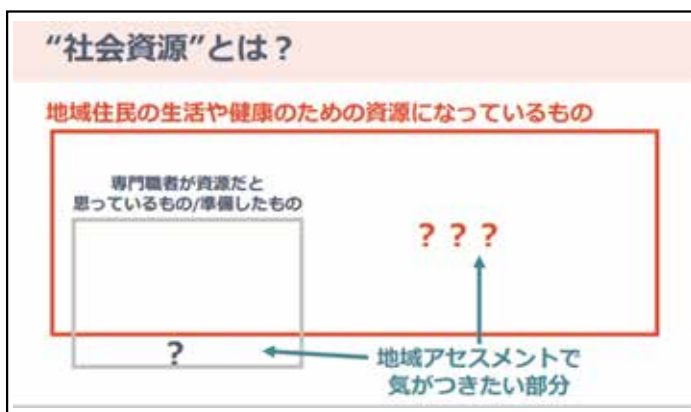 “社会資源”とは？
地域住民の生活や健康のための資源になっているもの
専門職者が資源だと
思っているもの/準備したもの
？？？
？
地域アセスメントで
気がつきたい部分